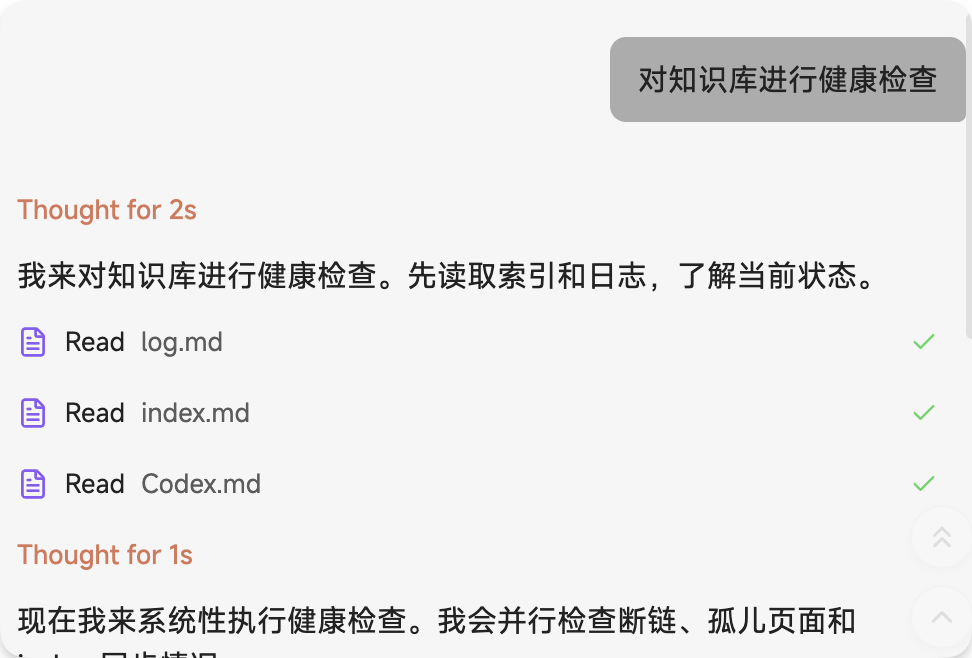 对知识库进行健康检查
Thought for 2s
我来对知识库进行健康检查。先读取索引和日志，了解当前状态。
Read log.md
Read index.md
Read Codex.md
Thought for 1s
现在我来系统性执行健康检查。我会并行检查断链、孤儿页面和